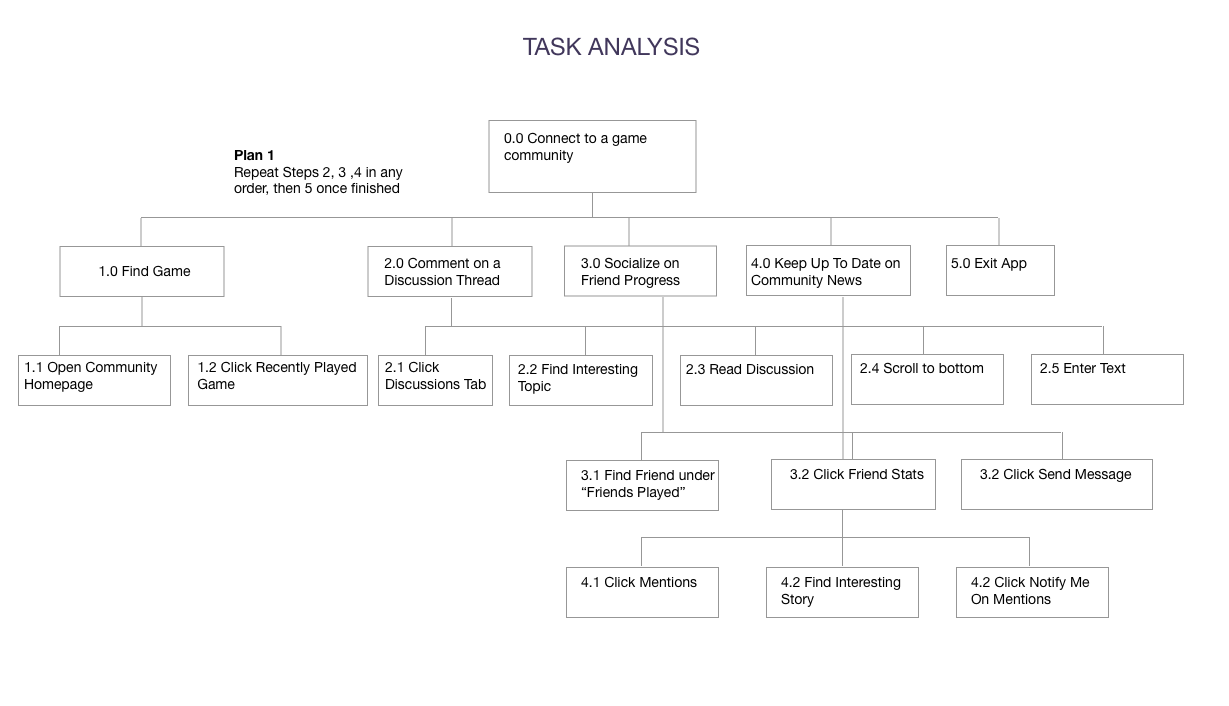 TASK ANALYSIS
0.0 Connect to a game
community
Plan 1
Repeat Steps 2, 3 ,4 in any
order, then 5 once finished
1.0 Find Game
2.0 Comment on a
Discussion Thread
3.0 Socialize on
Friend Progress
4.0 Keep Up To Date on
Community News
5.0 Exit App
1.1 Open Community
Homepage
1.2 Click Recently Played
Game
2.1 Click
Discussions Tab
2.2 Find Interesting
Topic
2.3 Read Discussion
2.4 Scroll to bottom
2.5 Enter Text
3.1 Find Friend under
“Friends Played”
3.2 Click Friend Stats
3.2 Click Send Message
4.1 Click Mentions
4.2 Find Interesting
Story
4.2 Click Notify Me
On Mentions